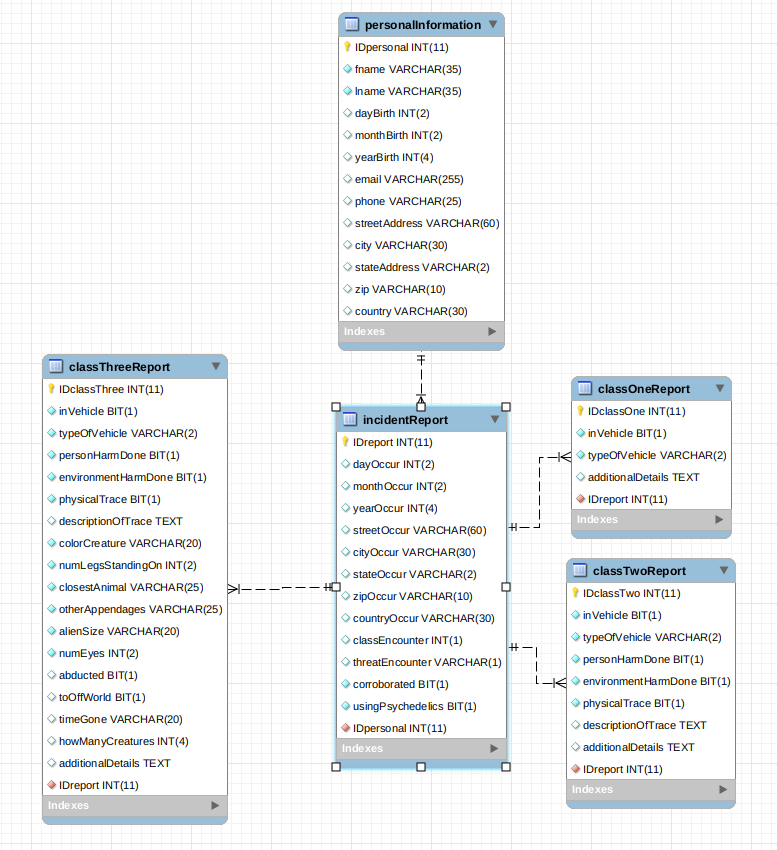 personalInformation
IDpersonal INT(11)
fname VARCHAR(35)
lname VARCHAR(35)
dayBirth INT(2)
monthBirth INT(2)
yearBirth INT(4)
email VARCHAR(255)
phone VARCHAR(25)
streetAddress VARCHAR(60)
city VARCHAR(30)
stateAddress VARCHAR(2)
zip VARCHAR(10)
country VARCHAR(30)
Indexes
classThreeReport
IDclassThree INT(11)
inVehicle BIT(1)
typeOfVehicle VARCHAR(2)
personHarmDone BIT(1)
environmentHarmDone BIT(1)
physicalTrace BIT(1)
descriptionOfTrace TEXT
colorCreature VARCHAR(20)
numLegsStandingOn INT(2)
closestAnimal VARCHAR(25)
otherAppendages VARCHAR(25)
alienSize VARCHAR(20)
numEyes INT(2)
abducted BIT(1)
toOffWorld BIT(1)
timeGone VARCHAR(20)
howManyCreatures INT(4)
additionalDetails TEXT
IDreport INT(11)
Indexes
incidentReport
IDreport INT(11)
dayOccur INT(2)
monthOccur INT(2)
yearOccur INT(4)
streetOccur VARCHAR(60)
cityOccur VARCHAR(30)
stateOccur VARCHAR(2)
zipOccur VARCHAR(10)
countryOccur VARCHAR(30)
classEncounter INT(1)
threatEncounter VARCHAR(1)
corroborated BIT(1)
usingPsychedelics BIT(1)
IDpersonal INT(11)
Indexes
classOneReport
IDclassOne INT(11)
inVehicle BIT(1)
typeOfVehicle VARCHAR(2)
additionalDetails TEXT
IDreport INT(11)
Indexes
classTwoReport
IDclassTwo INT(11)
inVehicle BIT(1)
typeOfVehicle VARCHAR(2)
personHarmDone BIT(1)
environmentHarmDone BIT(1)
physicalTrace BIT(1)
descriptionOfTrace TEXT
additionalDetails TEXT
IDreport INT(11)
Indexes